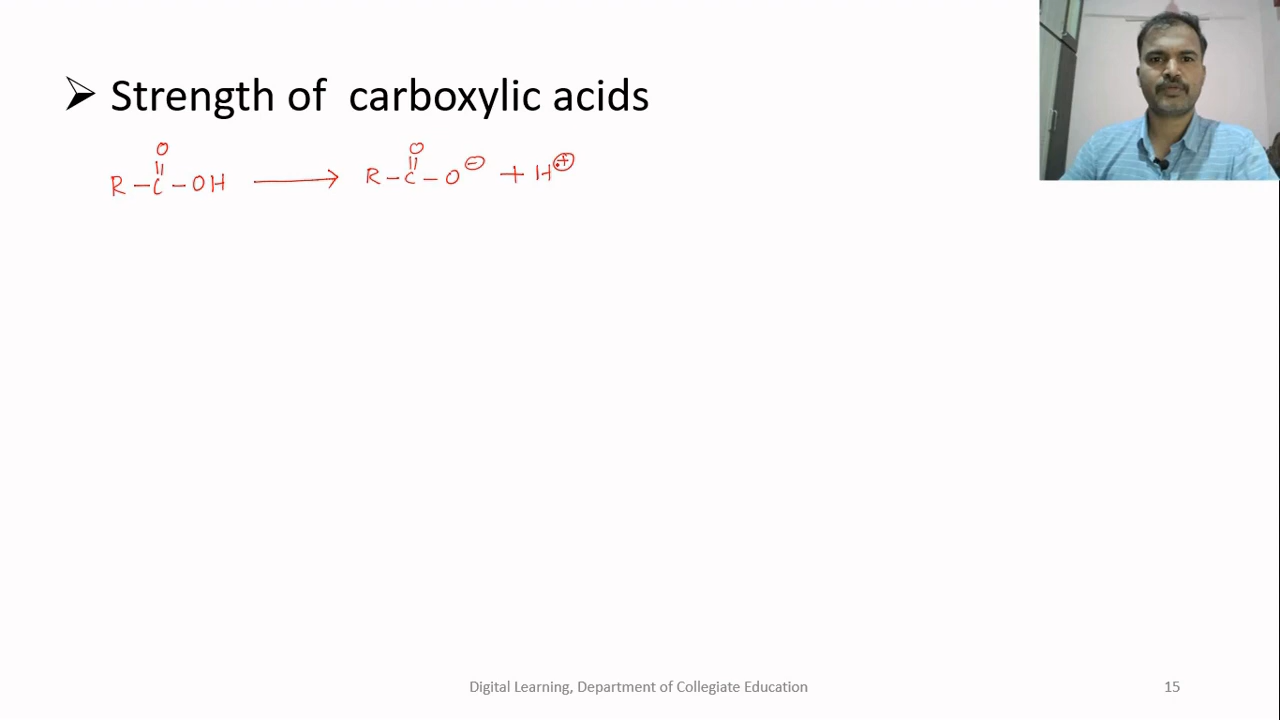 ➢ Strength of carboxylic acids
O O
|| ||
R – C – OH ⟶ R – C – O⊖ + H⊕
Digital Learning, Department of Collegiate Education 15